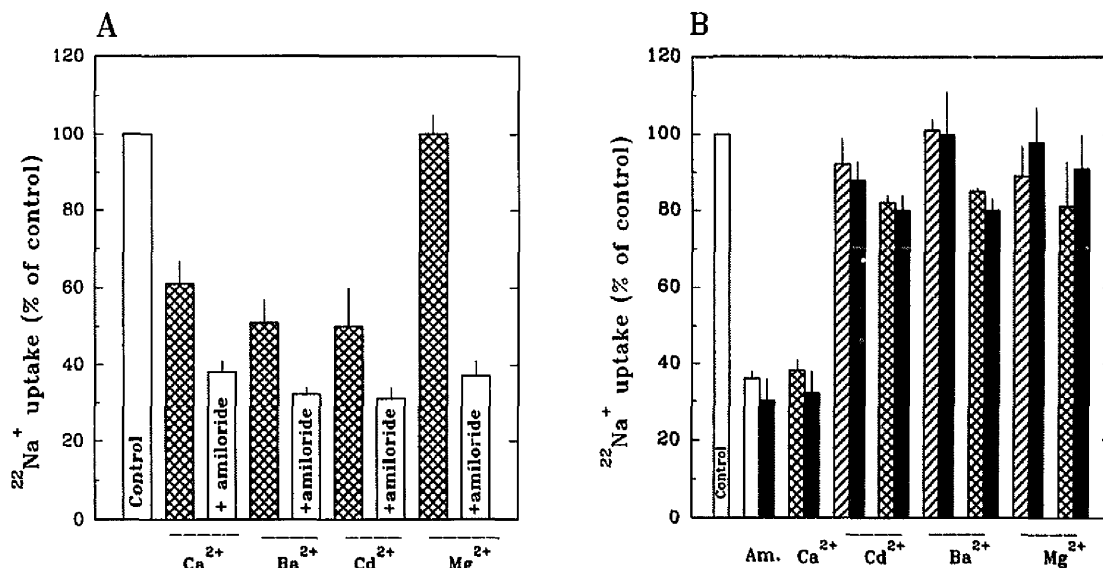 A
120
100
80
60
40
20
0
²²Na⁺ uptake (% of control)
Control
+ amiloride
+amiloride
+amiloride
+amiloride
Ca²⁺ Ba²⁺ Cd²⁺ Mg²⁺
B
120
100
80
60
40
20
0
²²Na⁺ uptake (% of control)
Control
Am. Ca²⁺ Cd²⁺ Ba²⁺ Mg²⁺